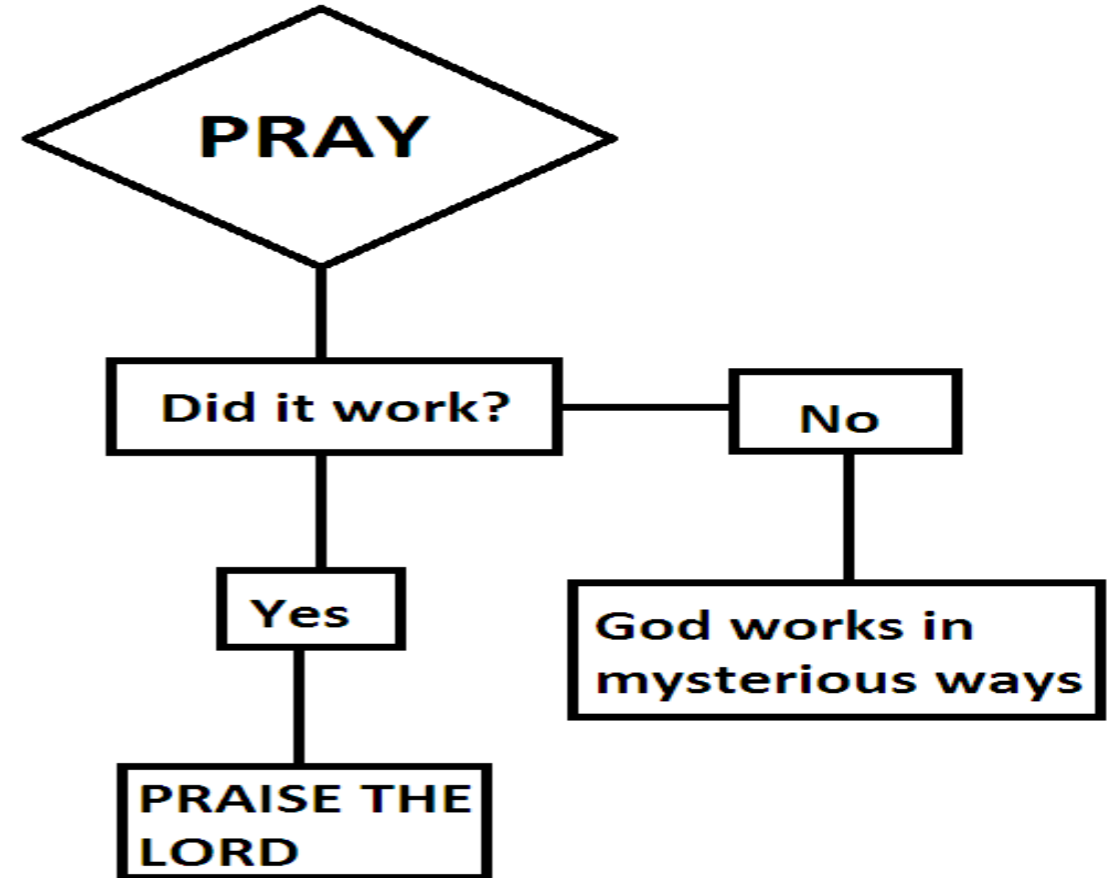 PRAY
Did it work?
No
Yes
God works in
mysterious ways
PRAISE THE
LORD